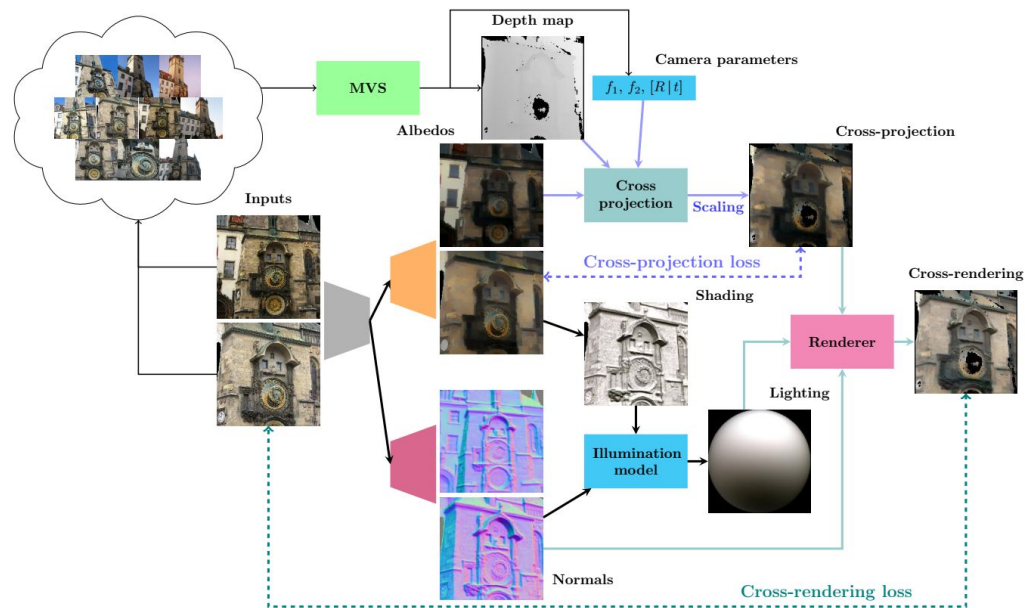 Depth map
MVS
Camera parameters
f₁, f₂, [R | t]
Albedos
Cross-projection
Inputs
Cross
projection
Scaling
Cross-projection loss
Shading
Cross-rendering
Renderer
Lighting
Illumination
model
Normals
Cross-rendering loss